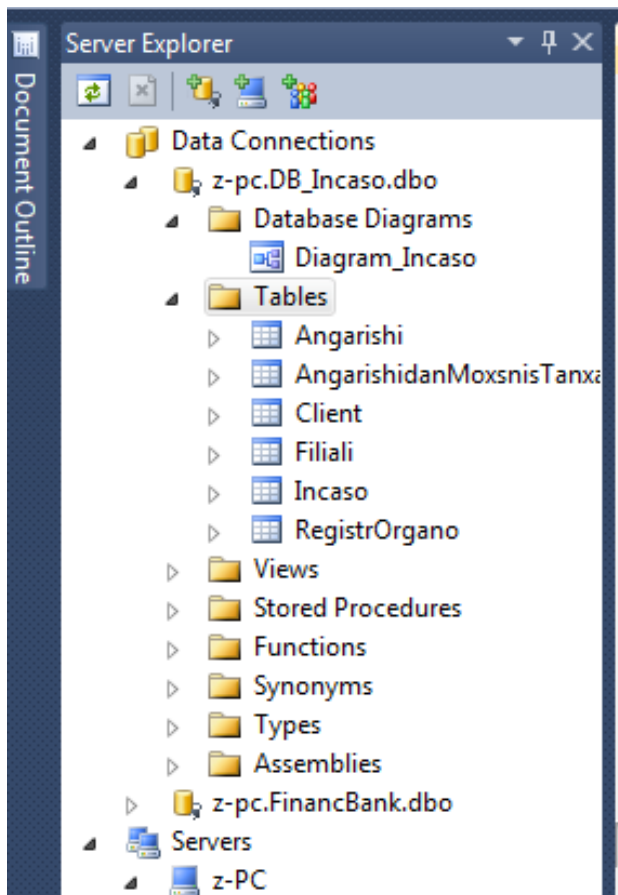 Server Explorer
Document Outline
Data Connections
z-pc.DB_Incaso.dbo
Database Diagrams
Diagram_Incaso
Tables
Angarishi
AngarishidanMoxsnisTanxa
Client
Filiali
Incaso
RegistrOrgano
Views
Stored Procedures
Functions
Synonyms
Types
Assemblies
z-pc.FinancBank.dbo
Servers
z-PC